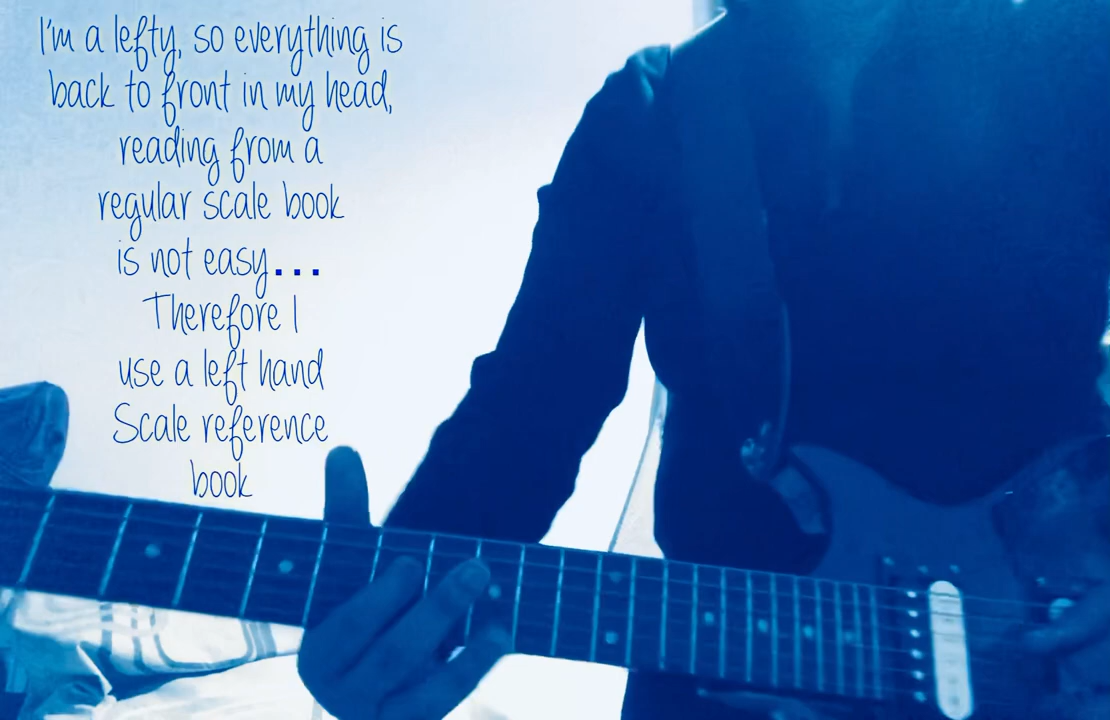 I'm a lefty, so everything is
back to front in my head,
reading from a
regular scale book
is not easy...
Therefore I
use a left hand
Scale reference
book